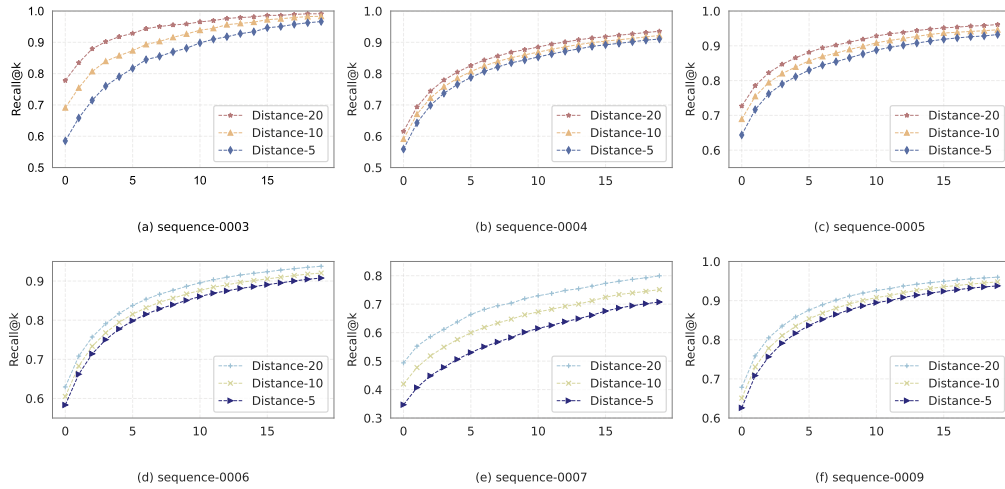 1.0
0.9
0.8
0.7
0.6
0.5
Recall@k
0 5 10 15
Distance-20
Distance-10
Distance-5
(a) sequence-0003
1.0
0.9
0.8
0.7
0.6
0.5
Recall@k
0 5 10 15
Distance-20
Distance-10
Distance-5
(b) sequence-0004
1.0
0.9
0.8
0.7
0.6
Recall@k
0 5 10 15
Distance-20
Distance-10
Distance-5
(c) sequence-0005
0.9
0.8
0.7
0.6
Recall@k
0 5 10 15
Distance-20
Distance-10
Distance-5
(d) sequence-0006
0.8
0.7
0.6
0.5
0.4
0.3
Recall@k
0 5 10 15
Distance-20
Distance-10
Distance-5
(e) sequence-0007
1.0
0.9
0.8
0.7
0.6
Recall@k
0 5 10 15
Distance-20
Distance-10
Distance-5
(f) sequence-0009